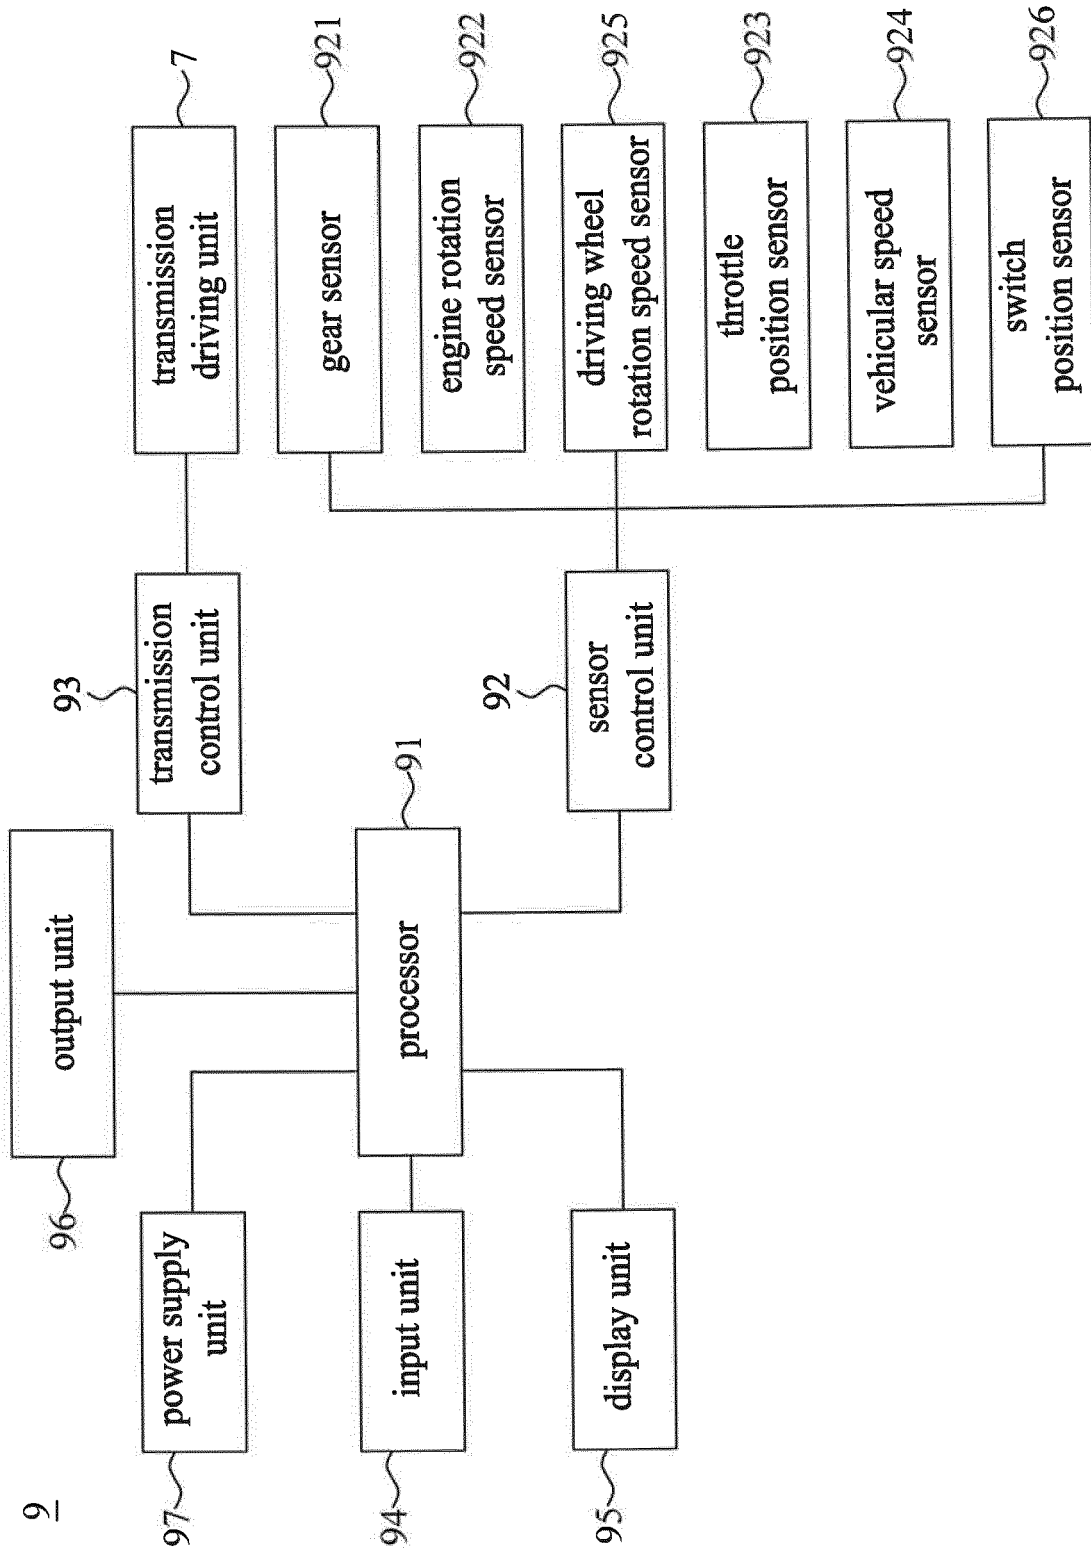 9
96
output unit
97
power supply
unit
94
input unit
95
display unit
processor
91
93
transmission
control unit
92
sensor
control unit
transmission
driving unit
7
gear sensor
921
engine rotation
speed sensor
922
driving wheel
rotation speed sensor
925
throttle
position sensor
923
vehicular speed
sensor
924
switch
position sensor
926